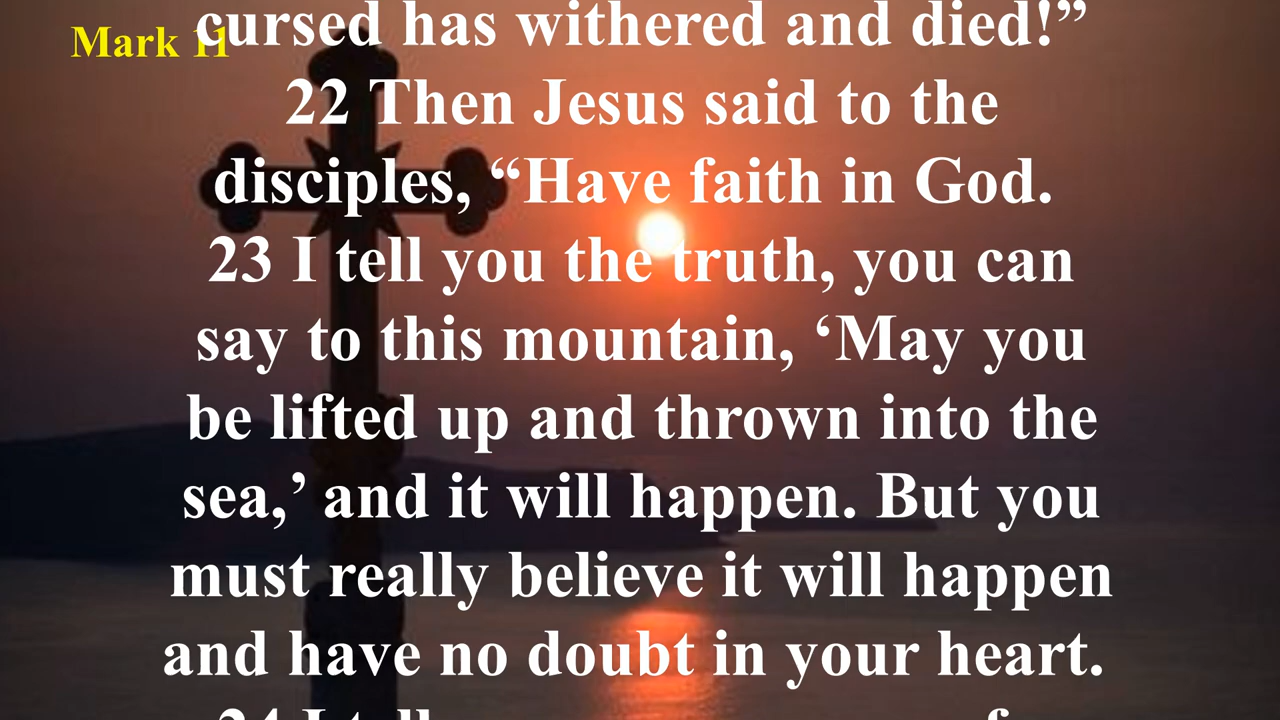 Mark 11
cursed has withered and died!”
22 Then Jesus said to the
disciples, “Have faith in God.
23 I tell you the truth, you can
say to this mountain, ‘May you
be lifted up and thrown into the
sea,’ and it will happen. But you
must really believe it will happen
and have no doubt in your heart.
24 I tell